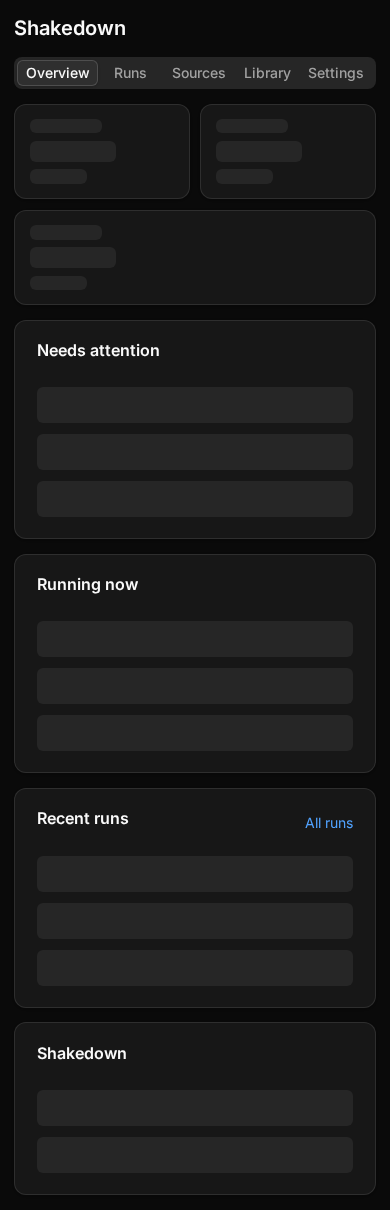 Shakedown
Overview Runs Sources Library Settings
Needs attention
Running now
Recent runs All runs
Shakedown